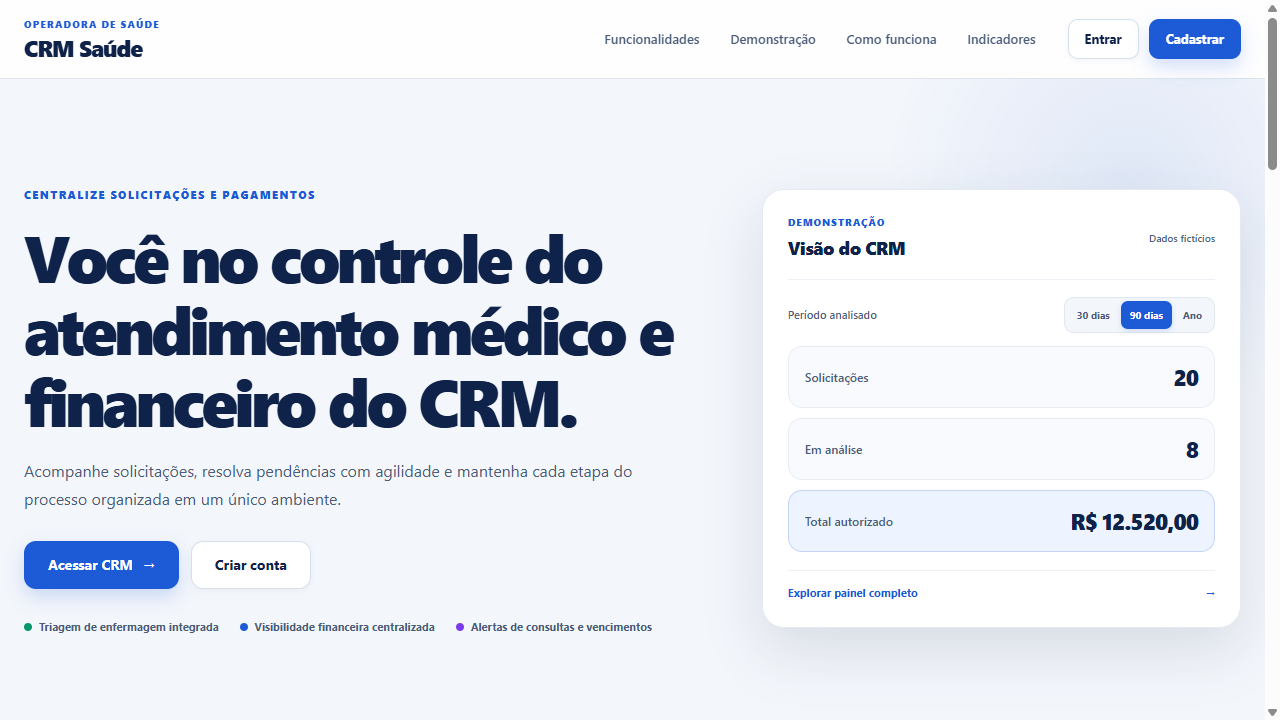 OPERADORA DE SAÚDE
CRM Saúde
Funcionalidades
Demonstração
Como funciona
Indicadores
Entrar
Cadastrar
CENTRALIZE SOLICITAÇÕES E PAGAMENTOS
Você no controle do
atendimento médico e
financeiro do CRM.
Acompanhe solicitações, resolva pendências com agilidade e mantenha cada etapa do
processo organizada em um único ambiente.
Acessar CRM →
Criar conta
Triagem de enfermagem integrada
Visibilidade financeira centralizada
Alertas de consultas e vencimentos
DEMONSTRAÇÃO
Visão do CRM
Dados fictícios
Período analisado
30 dias
90 dias
Ano
Solicitações
20
Em análise
8
Total autorizado
R$ 12.520,00
Explorar painel completo →